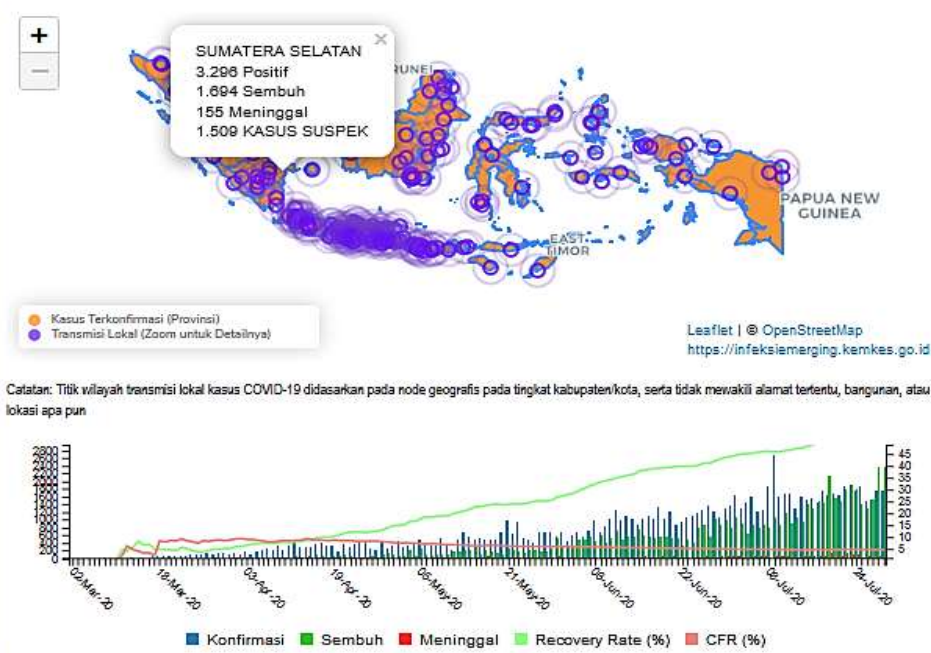 +
−
SUMATERA SELATAN ×
3.296 Positif
1.694 Sembuh
155 Meninggal
1.509 KASUS SUSPEK
RUNEI
PAPUA NEW
GUINEA
EAST
TIMOR
Kasus Terkonfirmasi (Provinsi)
Transmisi Lokal (Zoom untuk Detailnya)
Leaflet | © OpenStreetMap
https://infeksiemerging.kemkes.go.id
Catatan: Titik wilayah transmisi lokal kasus COVID-19 didasarkan pada node geografis pada tingkat kabupaten/kota, serta tidak mewakili alamat tertentu, bangunan, atau
lokasi apa pun
45
40
35
30
25
20
15
10
5
200
0
02-Mar-20
18-Mar-20
03-Apr-20
19-Apr-20
05-May-20
21-May-20
06-Jun-20
22-Jun-20
08-Jul-20
24-Jul-20
Konfirmasi Sembuh Meninggal Recovery Rate (%) CFR (%)